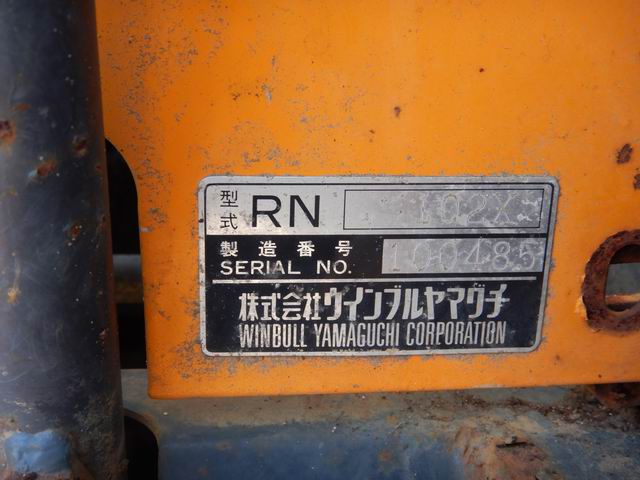 型式 RN 102X
製造番号
SERIAL NO. 100485
株式会社ウインブルヤマグチ
WINBULL YAMAGUCHI CORPORATION